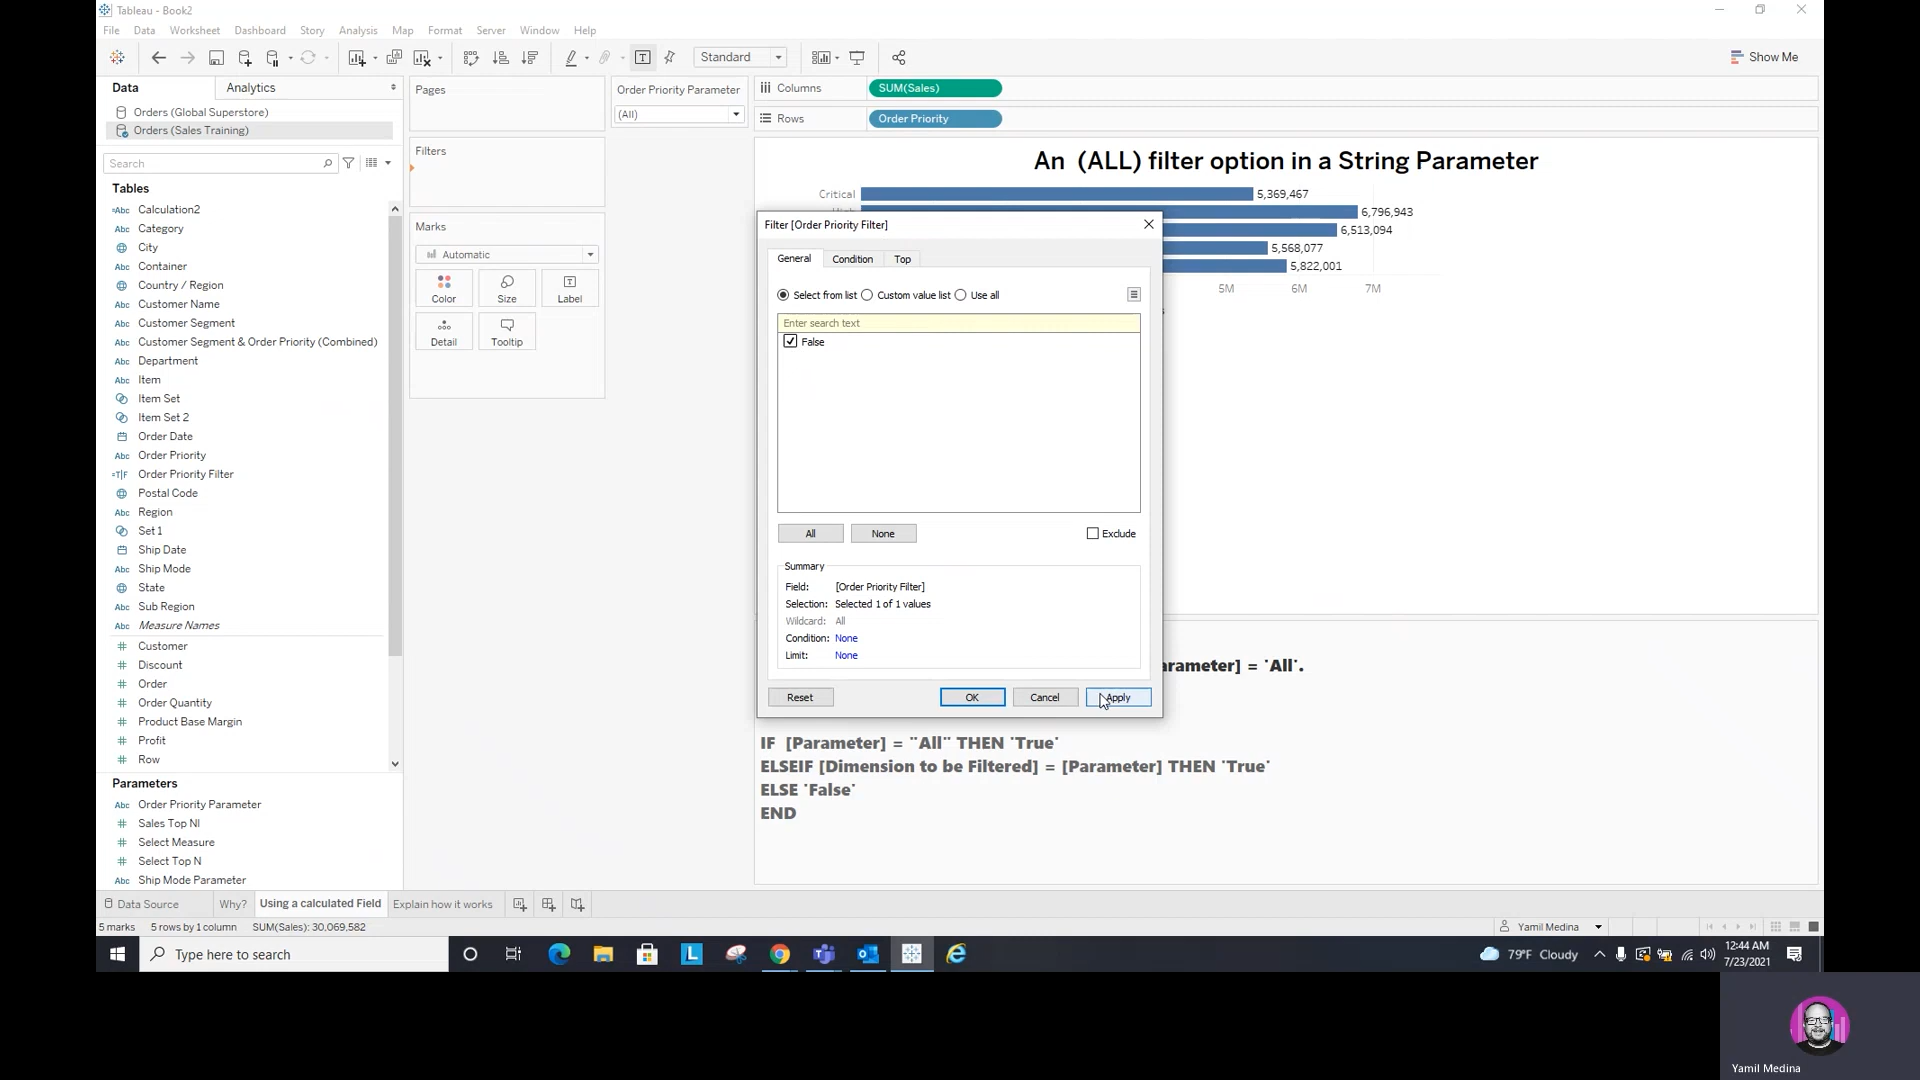 Tableau - Book2
File Data Worksheet Dashboard Story Analysis Map Format Server Window Help
Standard
Show Me
Data
Analytics
Orders (Global Superstore)
Orders (Sales Training)
Search
Tables
Calculation2
Category
City
Container
Country / Region
Customer Name
Customer Segment
Customer Segment & Order Priority (Combined)
Department
Item
Item Set
Item Set 2
Order Date
Order Priority
Order Priority Filter
Postal Code
Region
Set 1
Ship Date
Ship Mode
State
Sub Region
Measure Names
Customer
Discount
Order
Order Quantity
Product Base Margin
Profit
Row
Parameters
Order Priority Parameter
Sales Top NI
Select Measure
Select Top N
Ship Mode Parameter
Pages
Filters
Marks
Automatic
Color
Size
Label
Detail
Tooltip
Order Priority Parameter
(All)
Columns
SUM(Sales)
Rows
Order Priority
An (ALL) filter option in a String Parameter
Critical
5,369,467
6,796,943
6,513,094
5,568,077
5,822,001
5M 6M 7M
Filter [Order Priority Filter]
General
Condition
Top
Select from list
Custom value list
Use all
Enter search text
False
All
None
Exclude
Summary
Field: [Order Priority Filter]
Selection: Selected 1 of 1 values
Wildcard: All
Condition: None
Limit: None
Reset
OK
Cancel
Apply
arameter] = 'All'.
IF [Parameter] = "All" THEN 'True'
ELSEIF [Dimension to be Filtered] = [Parameter] THEN 'True'
ELSE 'False'
END
Data Source
Why?
Using a calculated Field
Explain how it works
5 marks
5 rows by 1 column
SUM(Sales): 30,069,582
Yamil Medina
Type here to search
79°F Cloudy
12:44 AM
7/23/2021
Yamil Medina